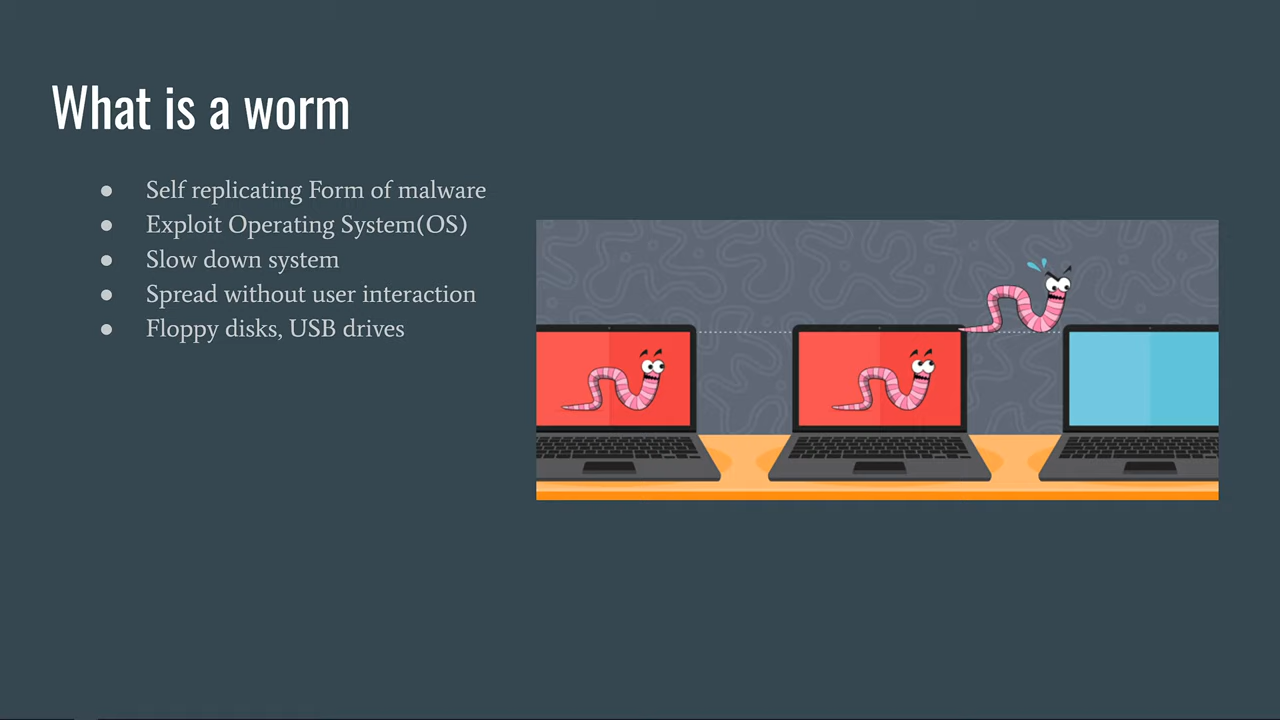 What is a worm
● Self replicating Form of malware
● Exploit Operating System(OS)
● Slow down system
● Spread without user interaction
● Floppy disks, USB drives